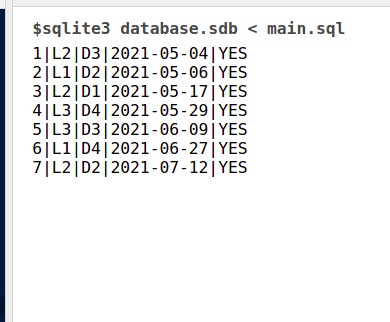 $sqlite3 database.sdb < main.sql
1|L2|D3|2021-05-04|YES
2|L1|D2|2021-05-06|YES
3|L2|D1|2021-05-17|YES
4|L3|D4|2021-05-29|YES
5|L3|D3|2021-06-09|YES
6|L1|D4|2021-06-27|YES
7|L2|D2|2021-07-12|YES